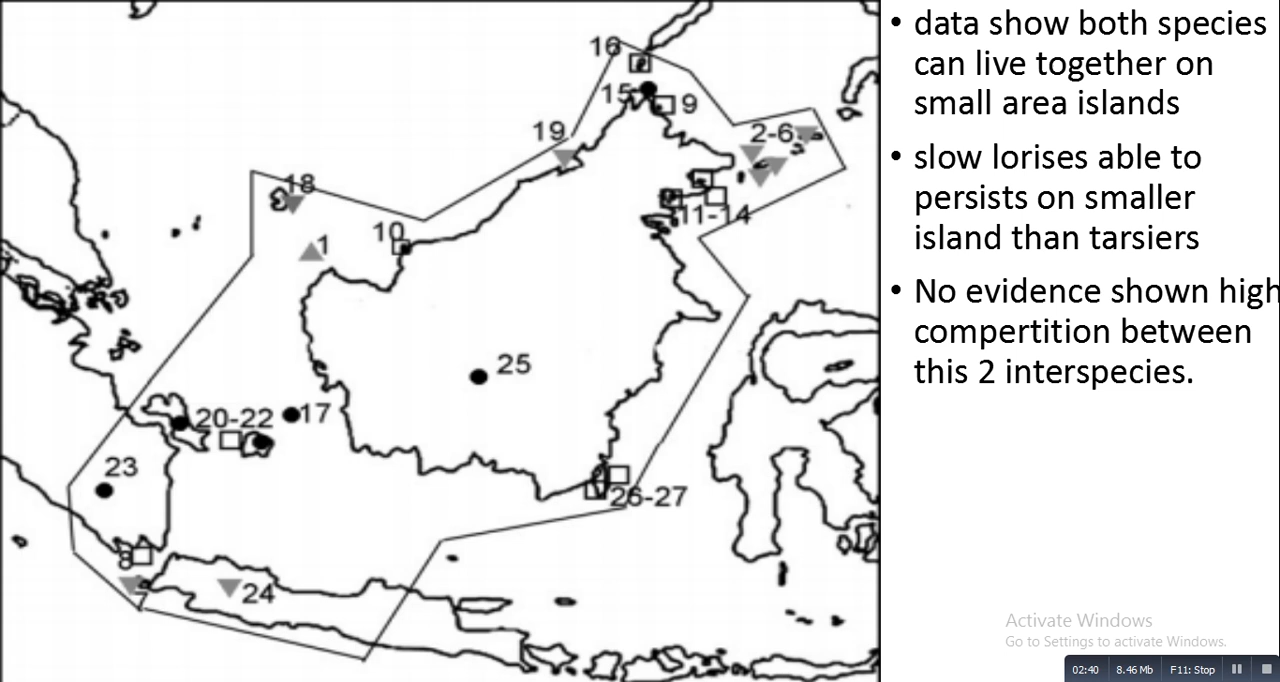 16
15
9
19
2-6
18
11-14
10
1
25
20-22
17
23
26-27
8
7
24
• data show both species
can live together on
small area islands
• slow lorises able to
persists on smaller
island than tarsiers
• No evidence shown high
compertition between
this 2 interspecies.
Activate Windows
Go to Settings to activate Windows.
02:40 8.46 Mb F11: Stop